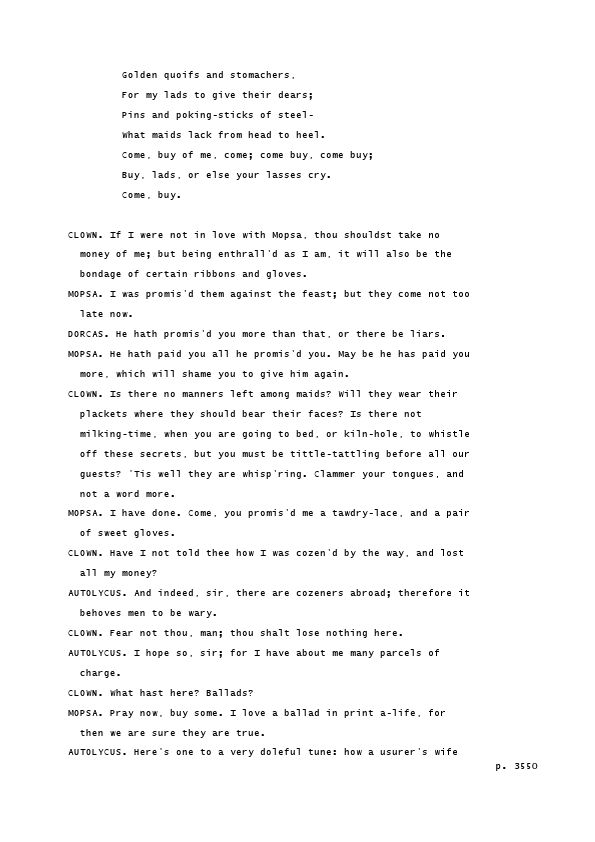 Golden quoifs and stomachers,
For my lads to give their dears;
Pins and poking-sticks of steel-
What maids lack from head to heel.
Come, buy of me, come; come buy, come buy;
Buy, lads, or else your lasses cry.
Come, buy.
CLOWN. If I were not in love with Mopsa, thou shouldst take no
money of me; but being enthrall'd as I am, it will also be the
bondage of certain ribbons and gloves.
MOPSA. I was promis'd them against the feast; but they come not too
late now.
DORCAS. He hath promis'd you more than that, or there be liars.
MOPSA. He hath paid you all he promis'd you. May be he has paid you
more, which will shame you to give him again.
CLOWN. Is there no manners left among maids? Will they wear their
plackets where they should bear their faces? Is there not
milking-time, when you are going to bed, or kiln-hole, to whistle
off these secrets, but you must be tittle-tattling before all our
guests? 'Tis well they are whisp'ring. Clammer your tongues, and
not a word more.
MOPSA. I have done. Come, you promis'd me a tawdry-lace, and a pair
of sweet gloves.
CLOWN. Have I not told thee how I was cozen'd by the way, and lost
all my money?
AUTOLYCUS. And indeed, sir, there are cozeners abroad; therefore it
behoves men to be wary.
CLOWN. Fear not thou, man; thou shalt lose nothing here.
AUTOLYCUS. I hope so, sir; for I have about me many parcels of
charge.
CLOWN. What hast here? Ballads?
MOPSA. Pray now, buy some. I love a ballad in print a-life, for
then we are sure they are true.
AUTOLYCUS. Here's one to a very doleful tune: how a usurer's wife
p. 3550